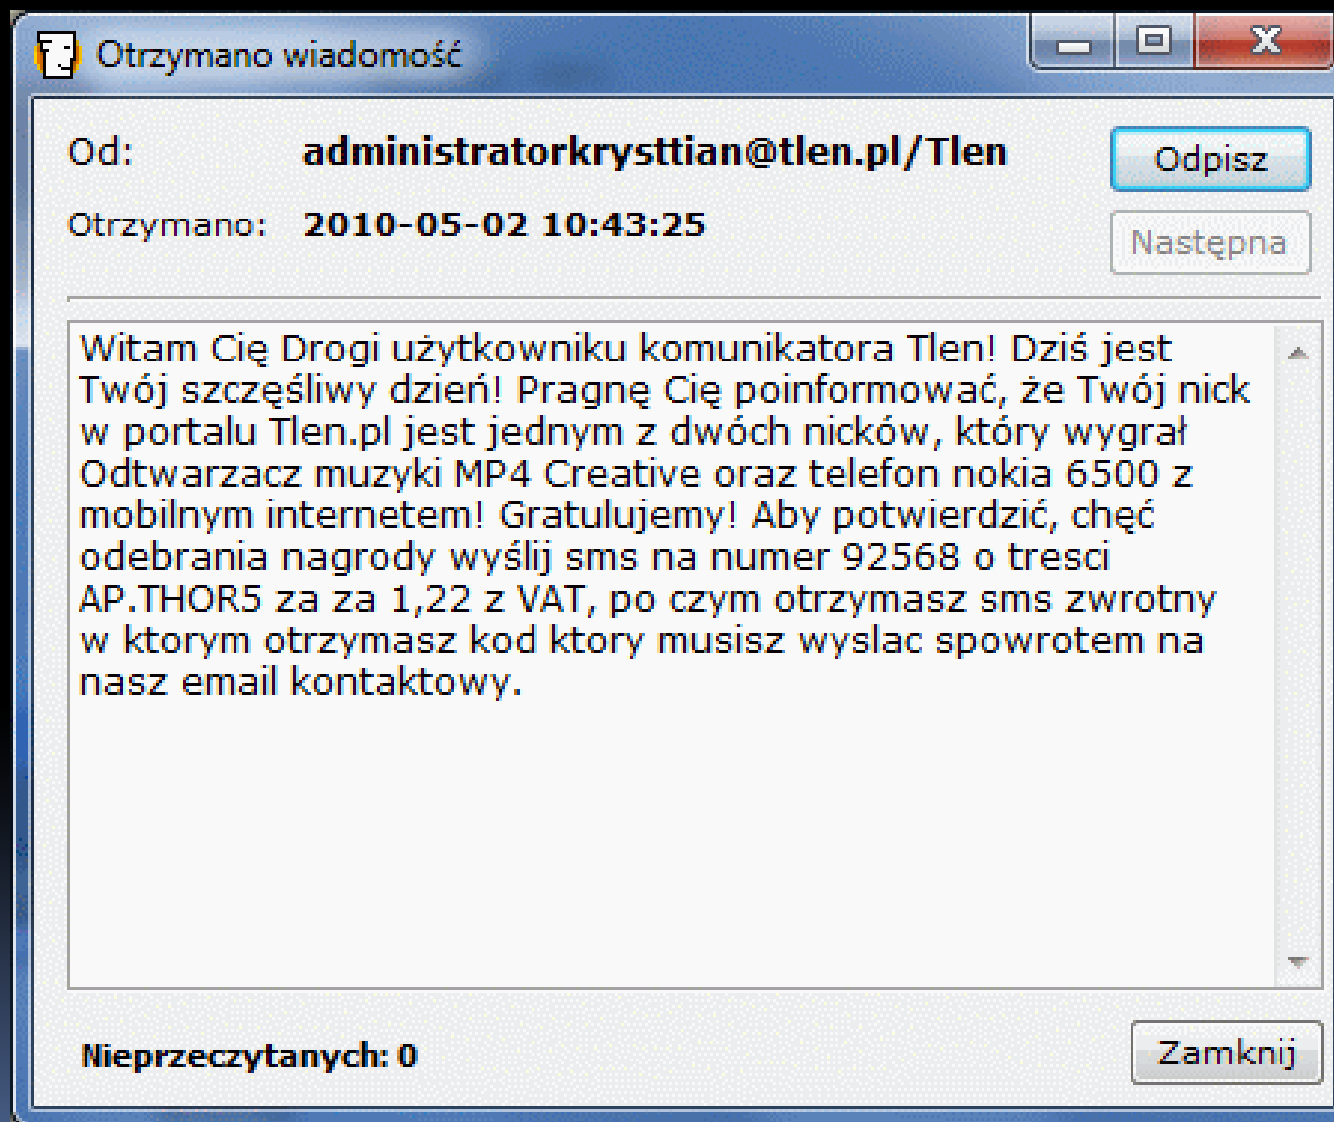 Otrzymano wiadomość
Od: administratorkrysttian@tlen.pl/Tlen
Odpisz
Otrzymano: 2010-05-02 10:43:25
Następna
Witam Cię Drogi użytkowniku komunikatora Tlen! Dziś jest
Twój szczęśliwy dzień! Pragnę Cię poinformować, że Twój nick
w portalu Tlen.pl jest jednym z dwóch nicków, który wygrał
Odtwarzacz muzyki MP4 Creative oraz telefon nokia 6500 z
mobilnym internetem! Gratulujemy! Aby potwierdzić, chęć
odebrania nagrody wyślij sms na numer 92568 o tresci
AP.THOR5 za za 1,22 z VAT, po czym otrzymasz sms zwrotny
w ktorym otrzymasz kod ktory musisz wyslac spowrotem na
nasz email kontaktowy.
Nieprzeczytanych: 0
Zamknij